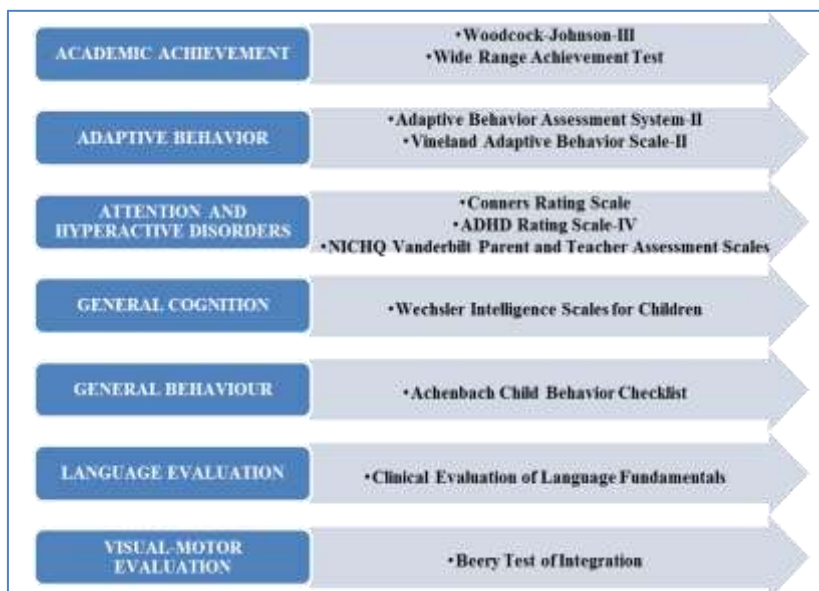 ACADEMIC ACHIEVEMENT
•Woodcock-Johnson-III
•Wide Range Achievement Test
ADAPTIVE BEHAVIOR
•Adaptive Behavior Assessment System-II
•Vineland Adaptive Behavior Scale-II
ATTENTION AND
HYPERACTIVE DISORDERS
•Conners Rating Scale
•ADHD Rating Scale-IV
•NICHQ Vanderbilt Parent and Teacher Assessment Scales
GENERAL COGNITION
•Wechsler Intelligence Scales for Children
GENERAL BEHAVIOUR
•Achenbach Child Behavior Checklist
LANGUAGE EVALUATION
•Clinical Evaluation of Language Fundamentals
VISUAL-MOTOR
EVALUATION
•Beery Test of Integration